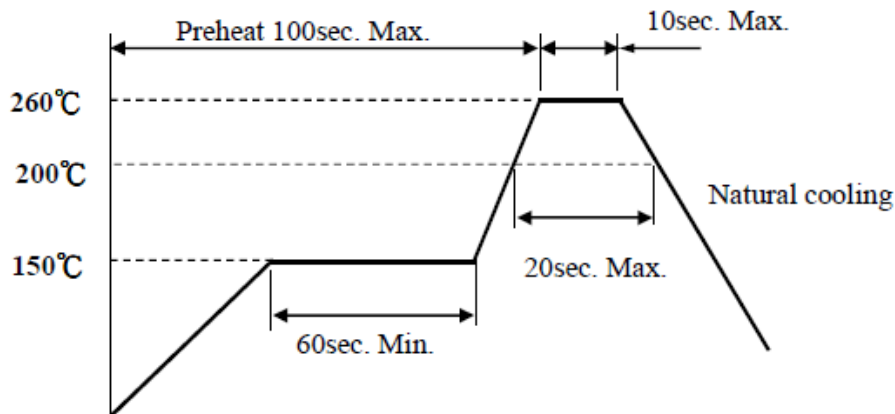 Preheat 100sec. Max.
10sec. Max.
260℃
200℃
Natural cooling
150℃
20sec. Max.
60sec. Min.